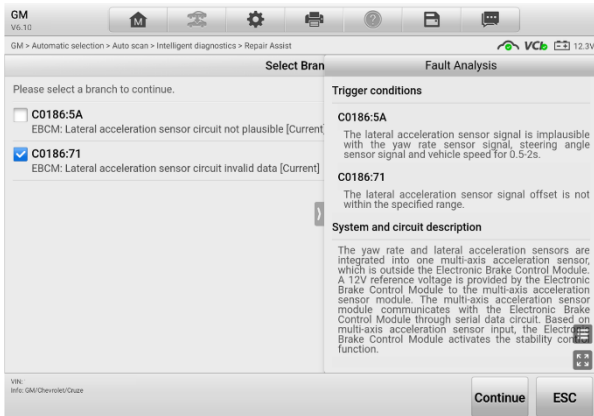 GM
V6.10
M
?
GM > Automatic selection > Auto scan > Intelligent diagnostics > Repair Assist
VCI
12.3V
Select Bran
Please select a branch to continue.
C0186:5A
EBCM: Lateral acceleration sensor circuit not plausible [Current
C0186:71
EBCM: Lateral acceleration sensor circuit invalid data [Current]
Fault Analysis
Trigger conditions
C0186:5A
The lateral acceleration sensor signal is implausible
with the yaw rate sensor signal, steering angle
sensor signal and vehicle speed for 0.5-2s.
C0186:71
The lateral acceleration sensor signal offset is not
within the specified range.
System and circuit description
The yaw rate and lateral acceleration sensors are
integrated into one multi-axis acceleration sensor,
which is outside the Electronic Brake Control Module.
A 12V reference voltage is provided by the Electronic
Brake Control Module to the multi-axis acceleration
sensor module. The multi-axis acceleration sensor
module communicates with the Electronic Brake
Control Module through serial data circuit. Based on
multi-axis acceleration sensor input, the Electronic
Brake Control Module activates the stability control
function.
VIN:
Info: GM/Chevrolet/Cruze
Continue
ESC